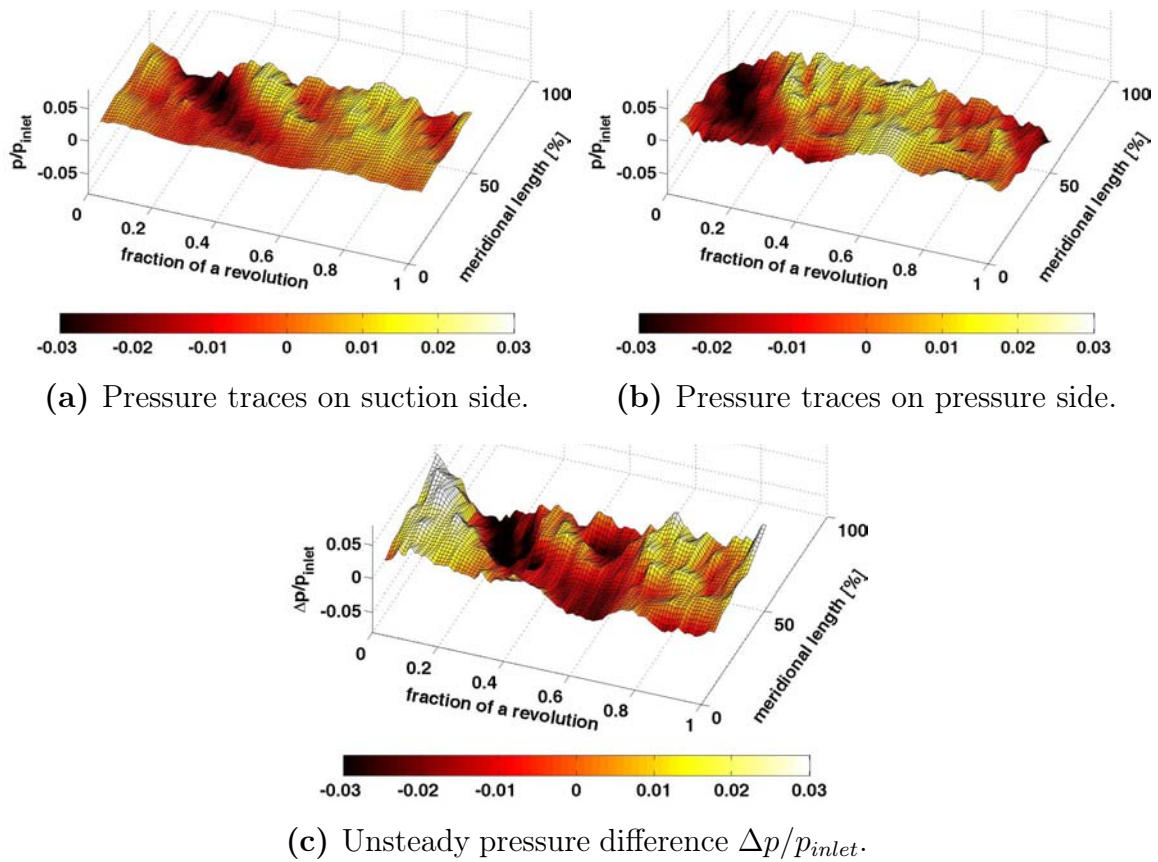 100
0.05
0
-0.05
p/p_inlet
50
meridional length [%]
0
0.2
0.4
0.6
0.8
1
0
fraction of a revolution
-0.03 -0.02 -0.01 0 0.01 0.02 0.03
(a) Pressure traces on suction side.
100
0.05
0
-0.05
p/p_inlet
50
meridional length [%]
0
0.2
0.4
0.6
0.8
1
0
fraction of a revolution
-0.03 -0.02 -0.01 0 0.01 0.02 0.03
(b) Pressure traces on pressure side.
100
0.05
0
-0.05
Δp/p_inlet
50
meridional length [%]
0
0.2
0.4
0.6
0.8
1
0
fraction of a revolution
-0.03 -0.02 -0.01 0 0.01 0.02 0.03
(c) Unsteady pressure difference Δp/p_inlet.